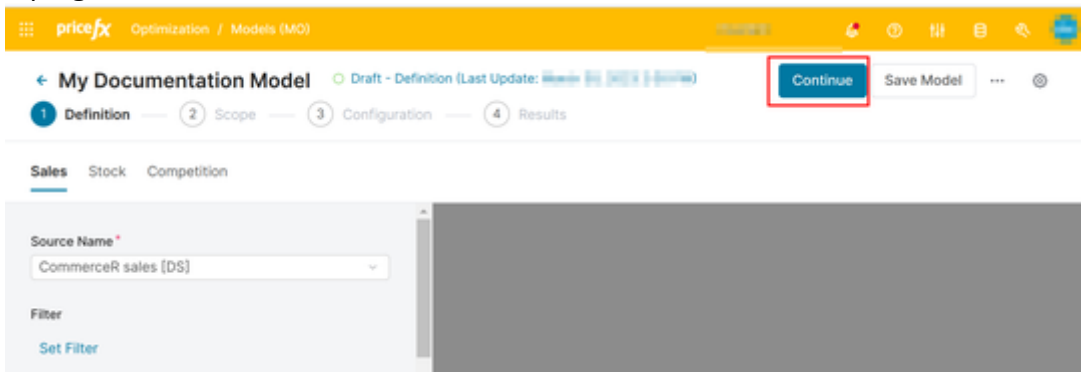 pricefx Optimization / Models (MO)
← My Documentation Model Draft - Definition (Last Update:
Continue Save Model ...
1 Definition 2 Scope 3 Configuration 4 Results
Sales Stock Competition
Source Name*
CommerceR sales [DS]
Filter
Set Filter